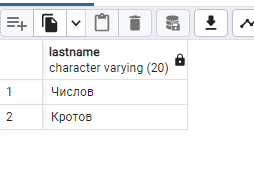 lastname
character varying (20)
1 Числов
2 Кротов